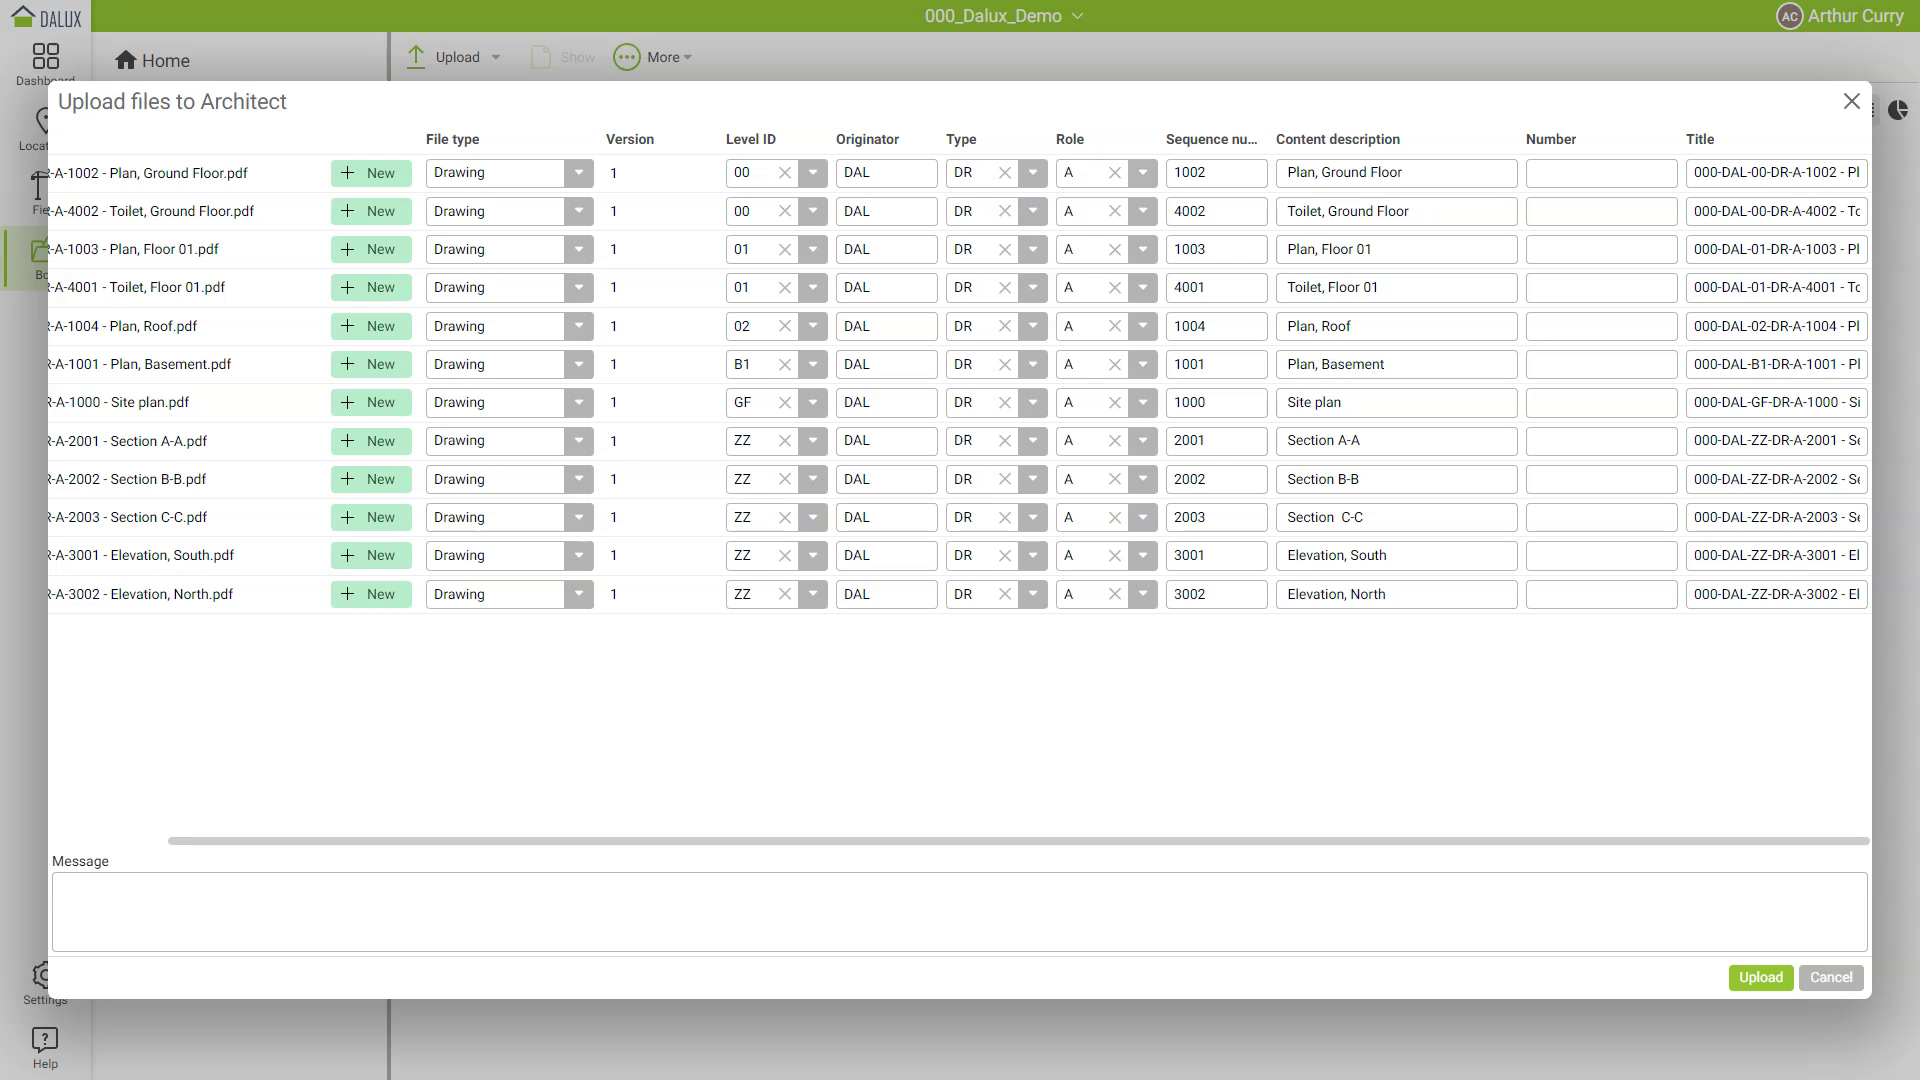 DALUX
000_Dalux_Demo
AC Arthur Curry
Home
Upload
Show
More
Upload files to Architect
File type Version Level ID Originator Type Role Sequence nu... Content description Number Title
-A-1002 - Plan, Ground Floor.pdf + New Drawing 1 00 DAL DR A 1002 Plan, Ground Floor 000-DAL-00-DR-A-1002 - Pl
-A-4002 - Toilet, Ground Floor.pdf + New Drawing 1 00 DAL DR A 4002 Toilet, Ground Floor 000-DAL-00-DR-A-4002 - To
-A-1003 - Plan, Floor 01.pdf + New Drawing 1 01 DAL DR A 1003 Plan, Floor 01 000-DAL-01-DR-A-1003 - Pl
-A-4001 - Toilet, Floor 01.pdf + New Drawing 1 01 DAL DR A 4001 Toilet, Floor 01 000-DAL-01-DR-A-4001 - To
-A-1004 - Plan, Roof.pdf + New Drawing 1 02 DAL DR A 1004 Plan, Roof 000-DAL-02-DR-A-1004 - Pl
R-A-1001 - Plan, Basement.pdf + New Drawing 1 B1 DAL DR A 1001 Plan, Basement 000-DAL-B1-DR-A-1001 - Pl
R-A-1000 - Site plan.pdf + New Drawing 1 GF DAL DR A 1000 Site plan 000-DAL-GF-DR-A-1000 - Si
R-A-2001 - Section A-A.pdf + New Drawing 1 ZZ DAL DR A 2001 Section A-A 000-DAL-ZZ-DR-A-2001 - Se
R-A-2002 - Section B-B.pdf + New Drawing 1 ZZ DAL DR A 2002 Section B-B 000-DAL-ZZ-DR-A-2002 - Se
R-A-2003 - Section C-C.pdf + New Drawing 1 ZZ DAL DR A 2003 Section  C-C 000-DAL-ZZ-DR-A-2003 - Se
R-A-3001 - Elevation, South.pdf + New Drawing 1 ZZ DAL DR A 3001 Elevation, South 000-DAL-ZZ-DR-A-3001 - El
R-A-3002 - Elevation, North.pdf + New Drawing 1 ZZ DAL DR A 3002 Elevation, North 000-DAL-ZZ-DR-A-3002 - El
Message
Upload Cancel
Settings
Help